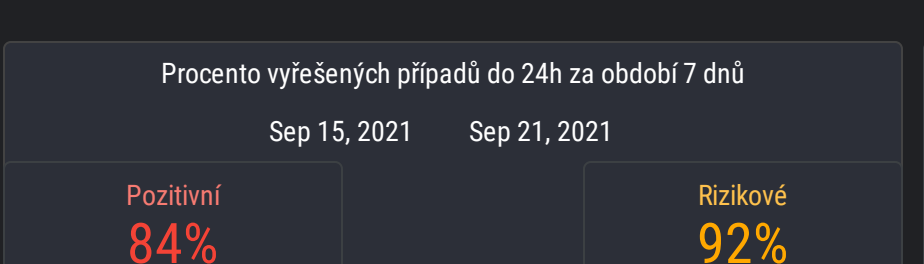 Procento vyřešených případů do 24h za období 7 dnů
Sep 15, 2021 Sep 21, 2021
Pozitivní Rizikové
84% 92%